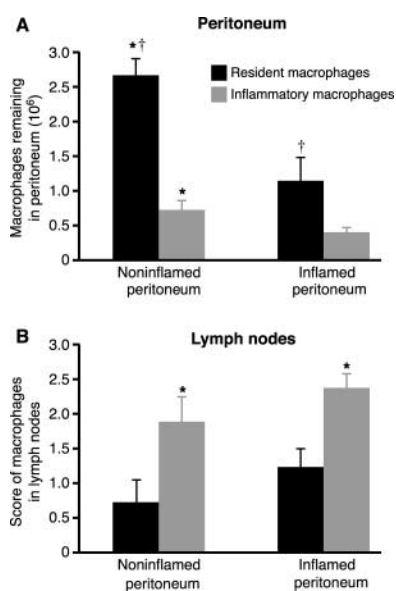 A
Peritoneum
Macrophages remaining
in peritoneum (10⁶)
3.0
2.5
2.0
1.5
1.0
0.5
0
*†
*
†
Resident macrophages
Inflammatory macrophages
Noninflamed
peritoneum
Inflamed
peritoneum
B
Lymph nodes
Score of macrophages
in lymph nodes
3.0
2.5
2.0
1.5
1.0
0.5
0
*
*
Noninflamed
peritoneum
Inflamed
peritoneum